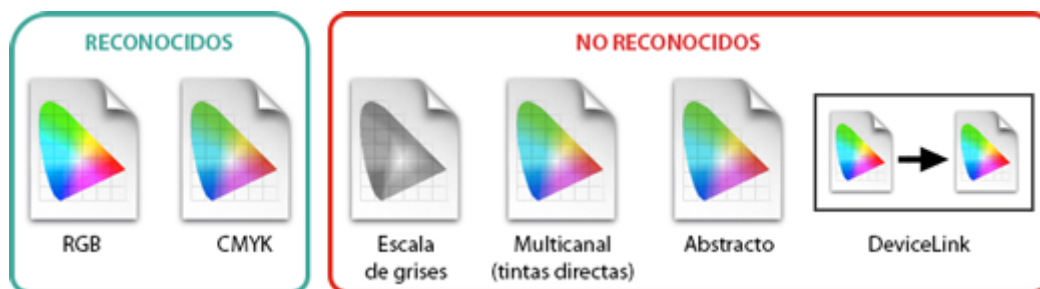 RECONOCIDOS
RGB
CMYK
NO RECONOCIDOS
Escala
de grises
Multicanal
(tintas directas)
Abstracto
DeviceLink